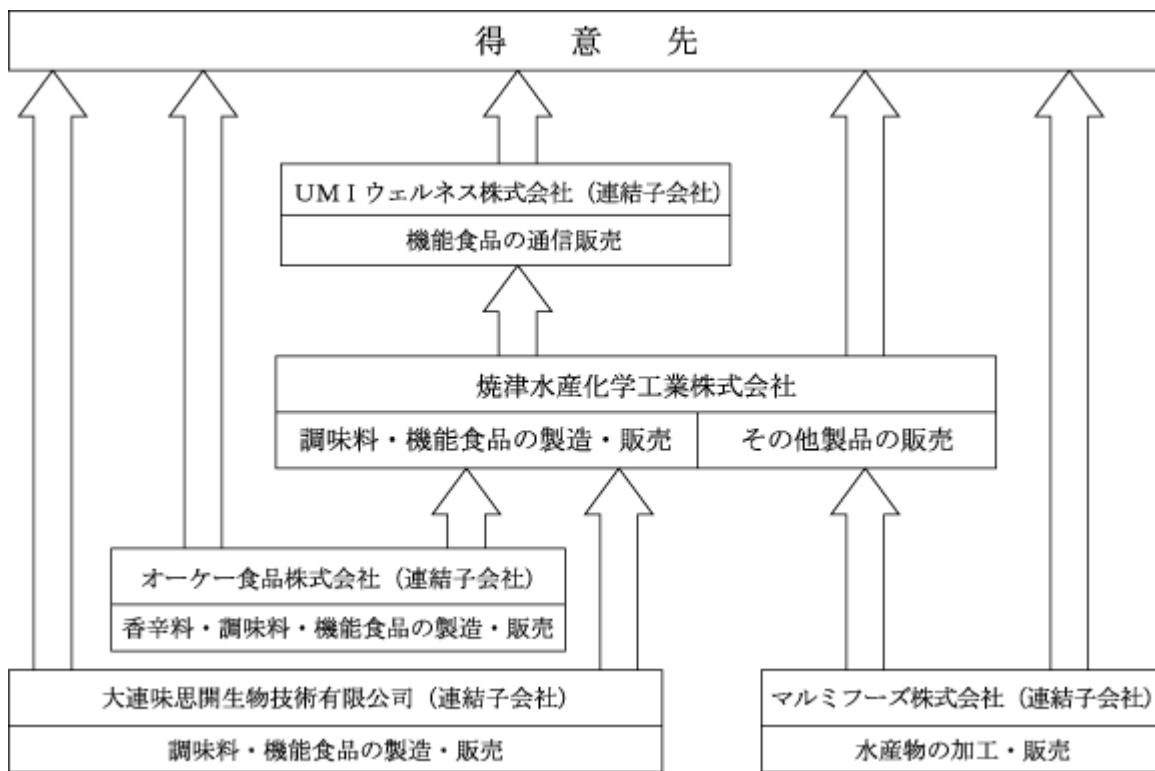 得意先
UMIウェルネス株式会社（連結子会社）
機能食品の通信販売
焼津水産化学工業株式会社
調味料・機能食品の製造・販売
その他製品の販売
オーケー食品株式会社（連結子会社）
香辛料・調味料・機能食品の製造・販売
大連味思開生物技術有限公司（連結子会社）
調味料・機能食品の製造・販売
マルミフーズ株式会社（連結子会社）
水産物の加工・販売